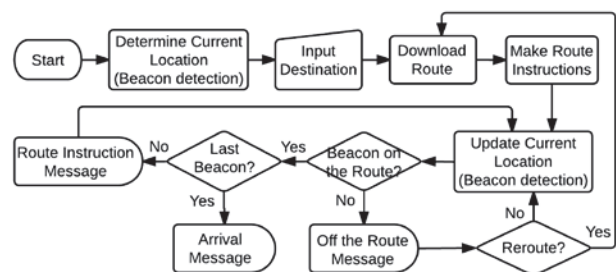 Start
Determine Current
Location
(Beacon detection)
Input
Destination
Download
Route
Make Route
Instructions
Route Instruction
Message
No
Last
Beacon?
Yes
Beacon on
the Route?
Update Current
Location
(Beacon detection)
Yes
No
No
Yes
Arrival
Message
Off the Route
Message
Reroute?